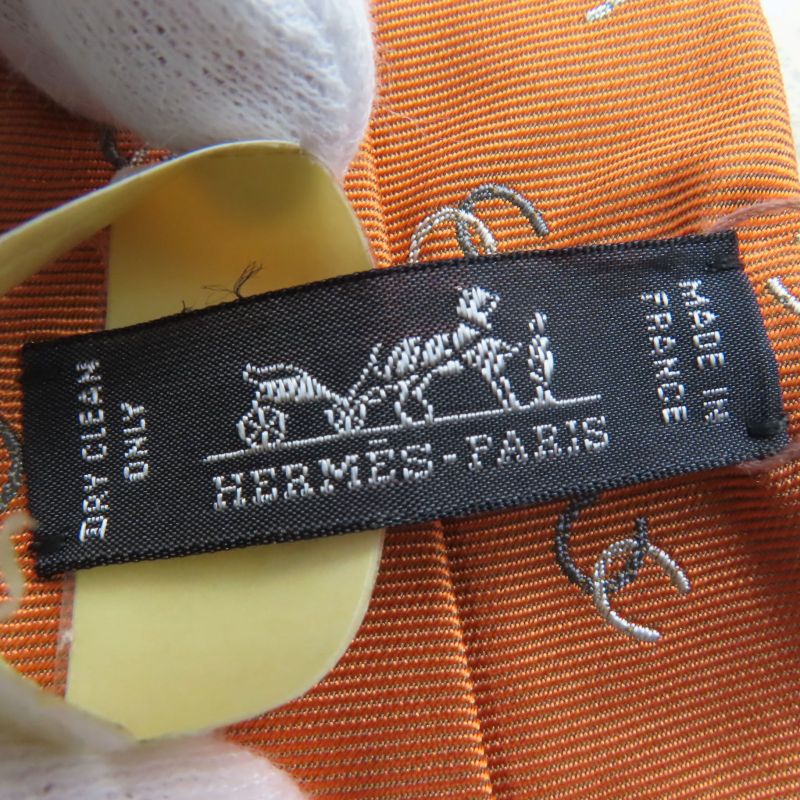 DRY CLEAN
ONLY
HERMÈS-PARIS
MADE IN
FRANCE